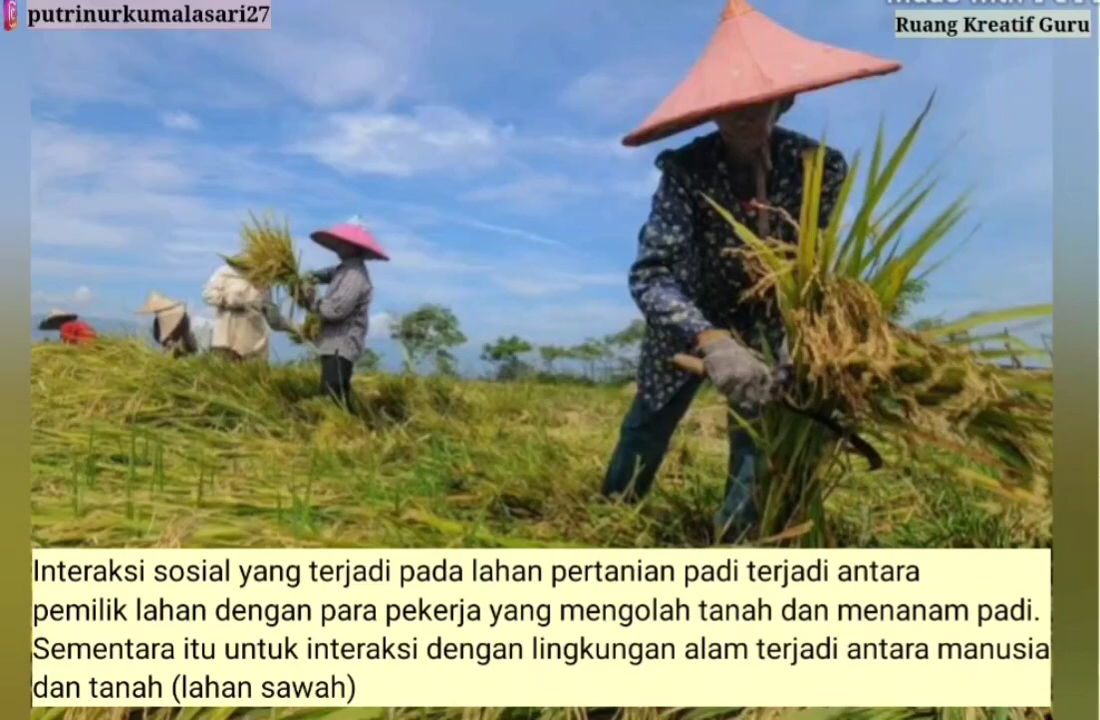 putrinurkumalasari27
Ruang Kreatif Guru
Interaksi sosial yang terjadi pada lahan pertanian padi terjadi antara
pemilik lahan dengan para pekerja yang mengolah tanah dan menanam padi.
Sementara itu untuk interaksi dengan lingkungan alam terjadi antara manusia
dan tanah (lahan sawah)